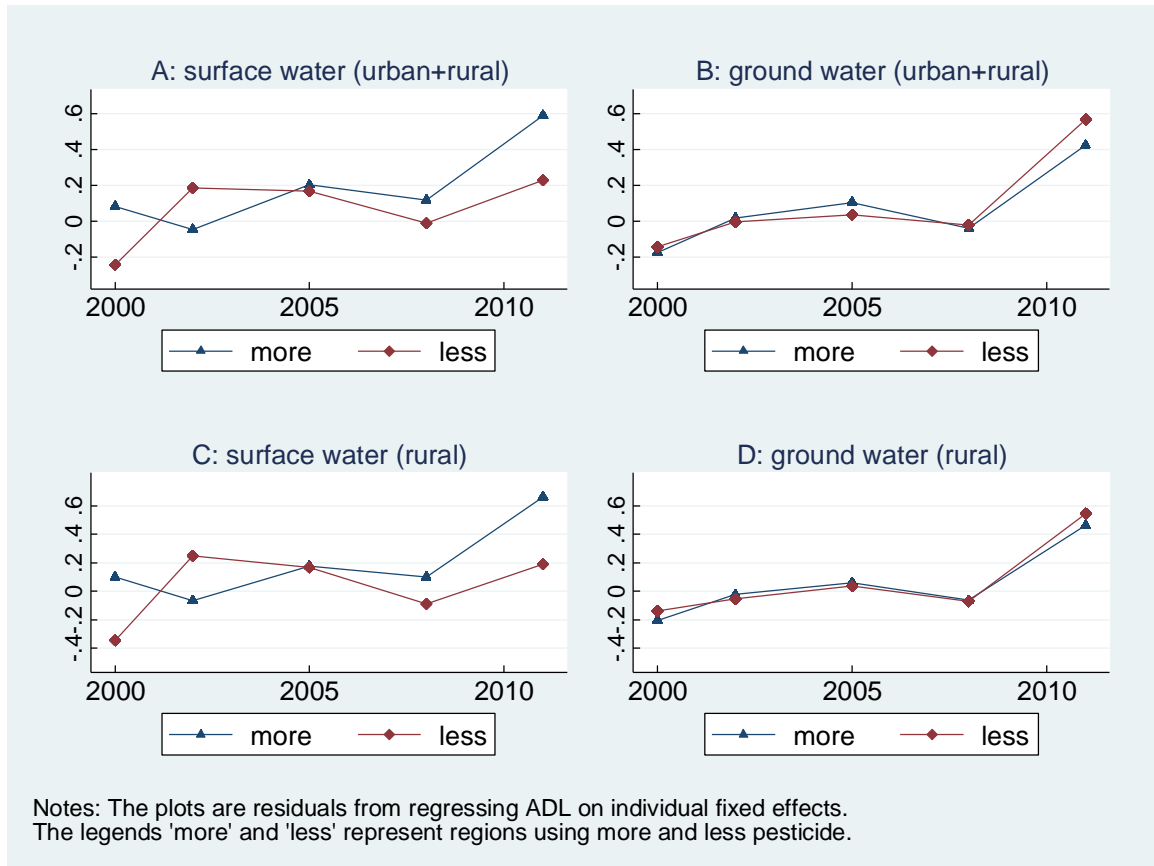 A: surface water (urban+rural)
.6
.4
.2
0
-.2
2000 2005 2010
more less
B: ground water (urban+rural)
.6
.4
.2
0
-.2
2000 2005 2010
more less
C: surface water (rural)
.6
.4
.2
0
-.2
-.4
2000 2005 2010
more less
D: ground water (rural)
.6
.4
.2
0
-.2
-.4
2000 2005 2010
more less
Notes: The plots are residuals from regressing ADL on individual fixed effects.
The legends 'more' and 'less' represent regions using more and less pesticide.